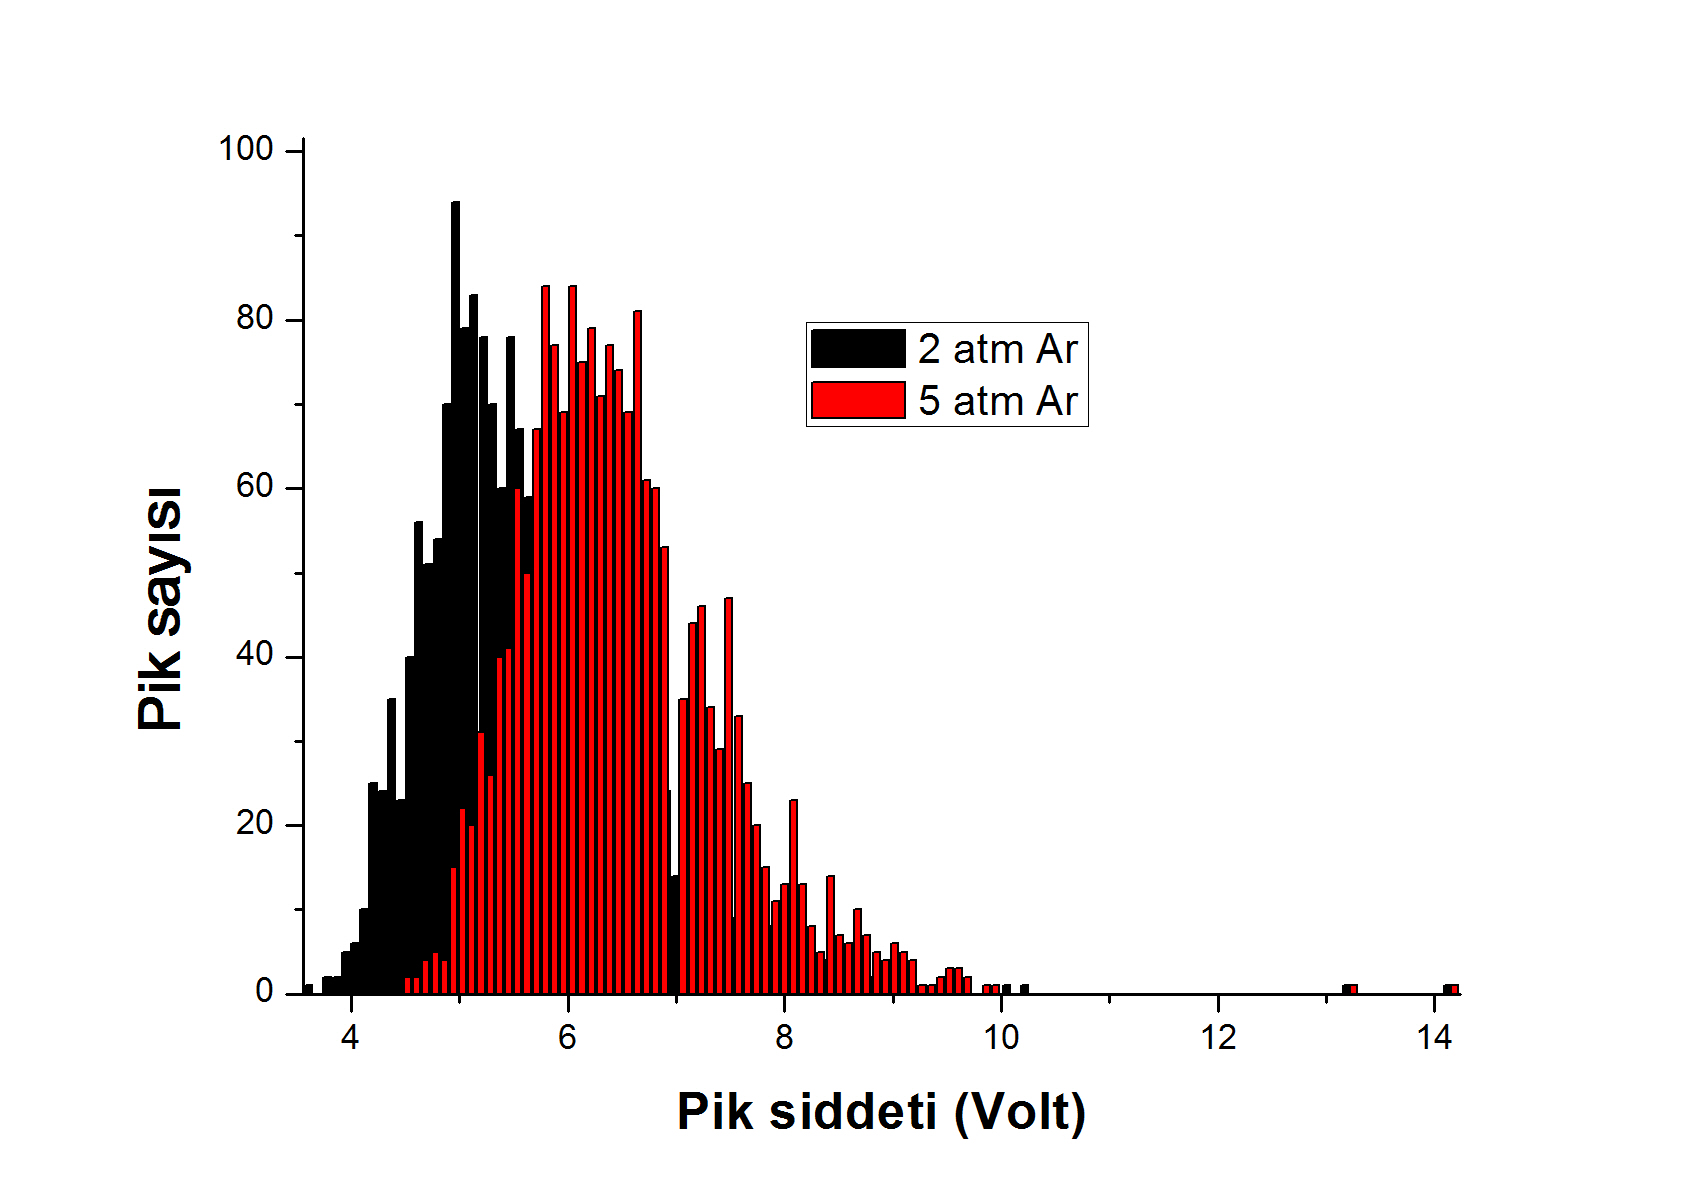 100
80
60
40
20
0
Pik sayısı
2 atm Ar
5 atm Ar
4 6 8 10 12 14
Pik siddeti (Volt)